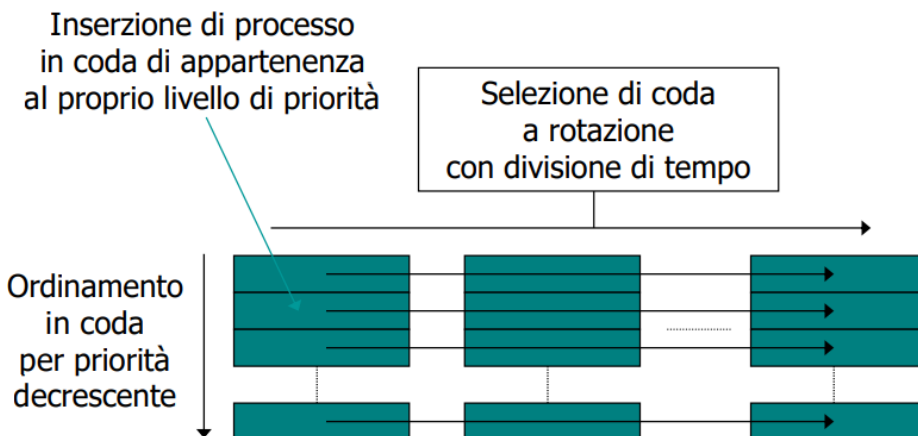 Inserzione di processo
in coda di appartenenza
al proprio livello di priorità
Selezione di coda
a rotazione
con divisione di tempo
Ordinamento
in coda
per priorità
decrescente